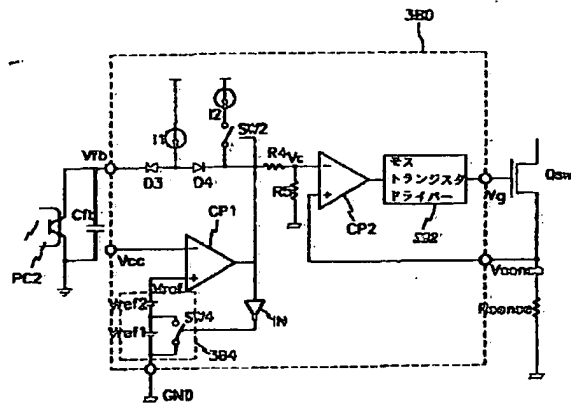 380
I2
SW2
I1
Vfb
R4
Vc
D3
D4
R5
モス
トランジスタ
ドライバー
Vg
Qsw
Cfb
CP1
CP2
382
PC2
Vcc
Vref
Vref2
SW4
IN
Vref1
384
GND